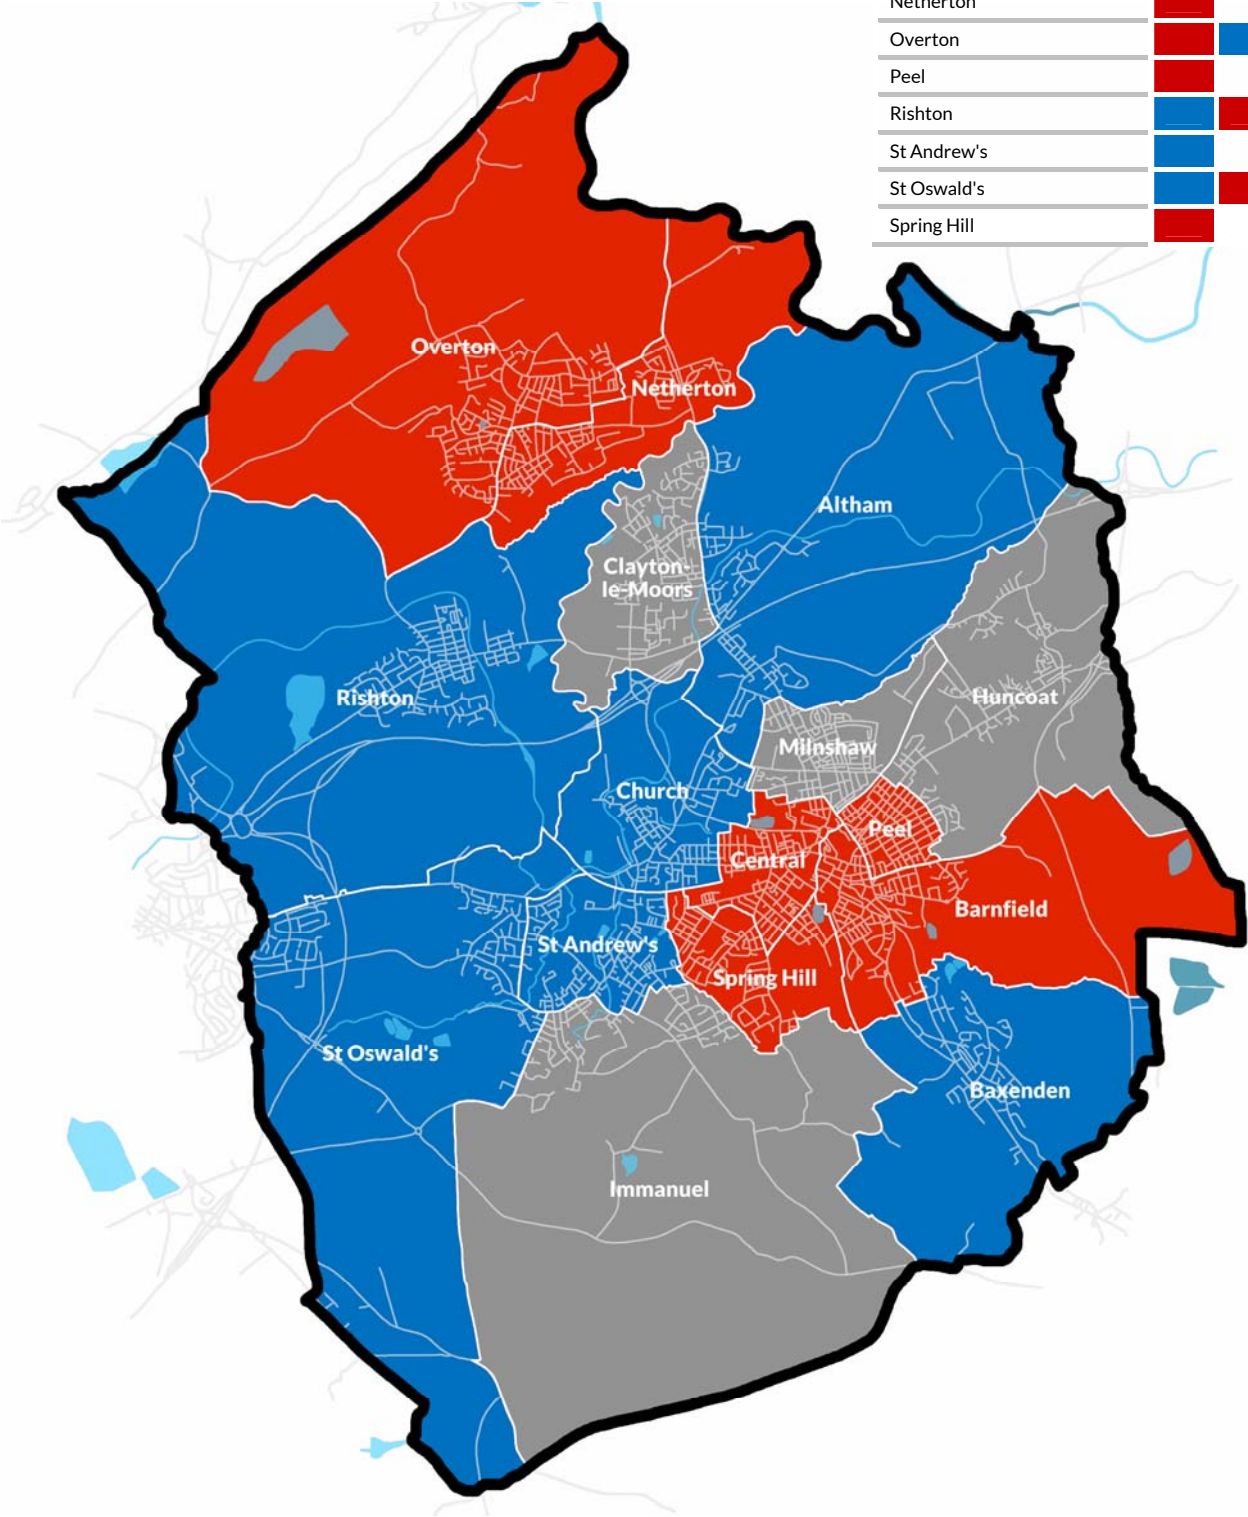 Netherton
Overton
Peel
Rishton
St Andrew's
St Oswald's
Spring Hill
Overton
Netherton
Altham
Clayton-
le-Moors
Rishton
Huncoat
Milnshaw
Church
Peel
Central
Barnfield
St Andrew's
Spring Hill
St Oswald's
Baxenden
Immanuel